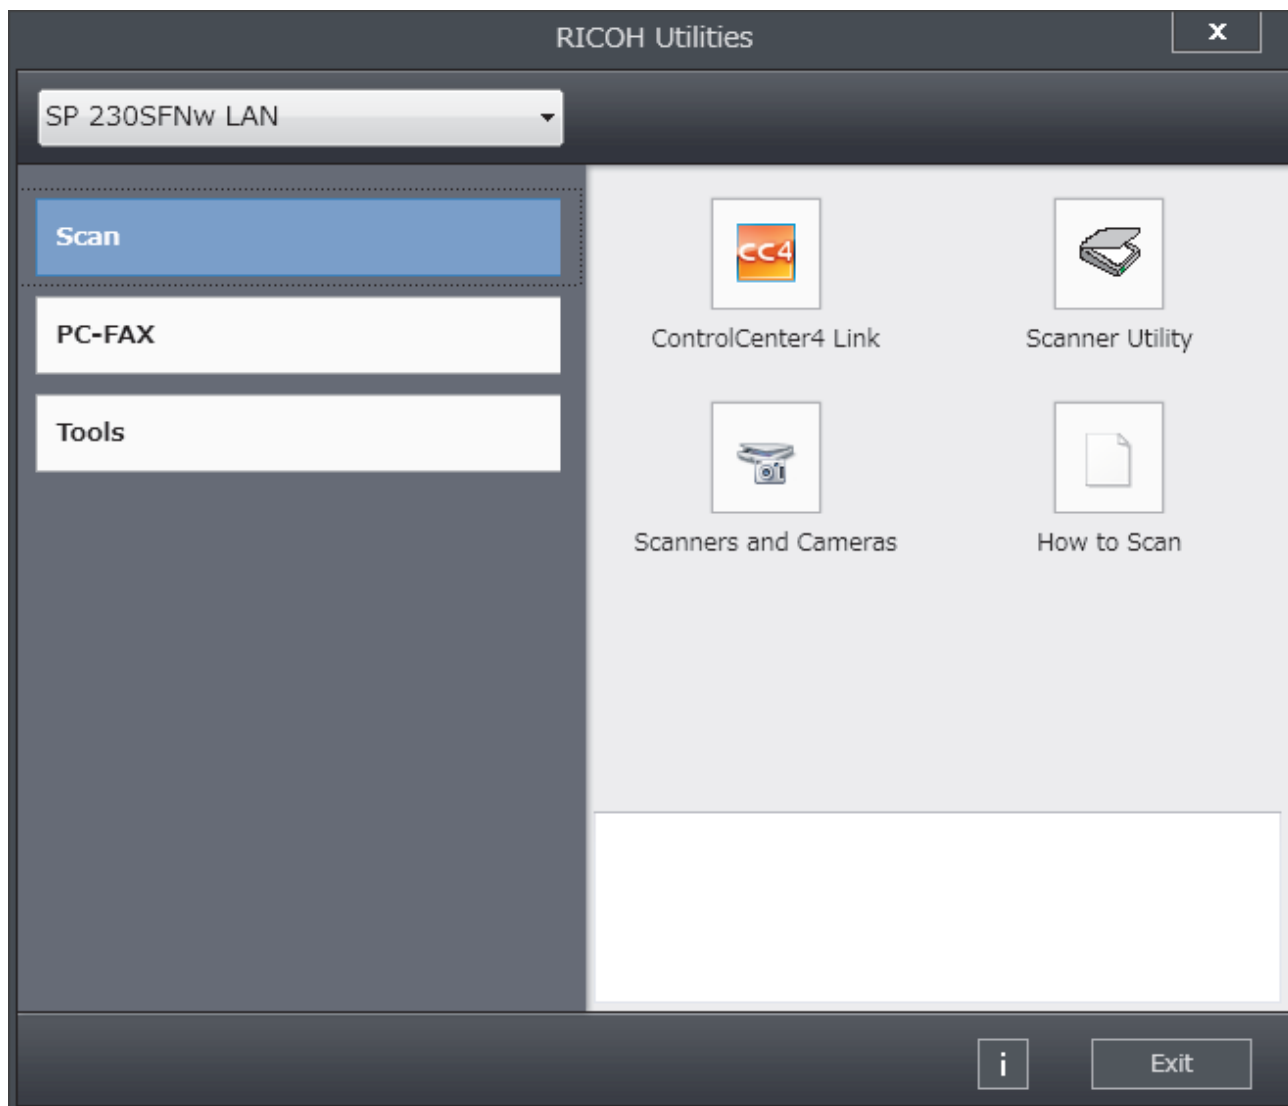 RICOH Utilities
x
SP 230SFNw LAN
Scan
PC-FAX
Tools
cc4
ControlCenter4 Link
Scanner Utility
Scanners and Cameras
How to Scan
i
Exit